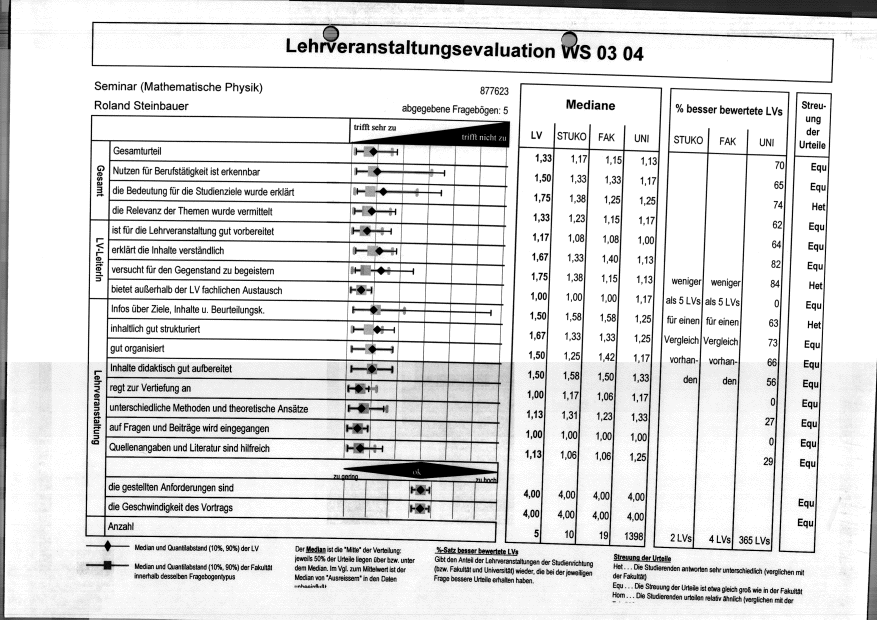 Lehrveranstaltungsevaluation WS 03 04
Seminar (Mathematische Physik)
877623
Roland Steinbauer
abgegebene Fragebögen: 5
trifft sehr zu
trifft nicht zu
Mediane
LV STUKO FAK UNI
% besser bewertete LVs
STUKO FAK UNI
Streu-
ung
der
Urteile
Gesamt
Gesamturteil 1,33 1,17 1,15 1,13 70 Equ
Nutzen für Berufstätigkeit ist erkennbar 1,50 1,33 1,33 1,17 65 Equ
die Bedeutung für die Studienziele wurde erklärt 1,75 1,38 1,25 1,25 74 Het
die Relevanz der Themen wurde vermittelt 1,33 1,23 1,15 1,17 62 Equ
LV-LeiterIn
ist für die Lehrveranstaltung gut vorbereitet 1,17 1,08 1,08 1,00 64 Equ
erklärt die Inhalte verständlich 1,67 1,33 1,40 1,13 82 Equ
versucht für den Gegenstand zu begeistern 1,75 1,38 1,15 1,13 84 Het
bietet außerhalb der LV fachlichen Austausch 1,00 1,00 1,00 1,17 0 Equ
Lehrveranstaltung
Infos über Ziele, Inhalte u. Beurteilungsk. 1,50 1,58 1,58 1,25 63 Het
inhaltlich gut strukturiert 1,67 1,33 1,33 1,25 73 Equ
gut organisiert 1,50 1,25 1,42 1,17 66 Equ
Inhalte didaktisch gut aufbereitet 1,50 1,58 1,50 1,33 56 Equ
regt zur Vertiefung an 1,00 1,17 1,06 1,17 0 Equ
unterschiedliche Methoden und theoretische Ansätze 1,13 1,31 1,23 1,33 27 Equ
auf Fragen und Beiträge wird eingegangen 1,00 1,00 1,00 1,00 0 Equ
Quellenangaben und Literatur sind hilfreich 1,13 1,06 1,06 1,25 29 Equ
weniger weniger
als 5 LVs als 5 LVs
für einen für einen
Vergleich Vergleich
vorhan- vorhan-
den den
zu gering ok zu hoch
die gestellten Anforderungen sind 4,00 4,00 4,00 4,00 Equ
die Geschwindigkeit des Vortrags 4,00 4,00 4,00 4,00 Equ
Anzahl 5 10 19 1398 2 LVs 4 LVs 365 LVs
Median und Quantilabstand (10%, 90%) der LV
Median und Quantilabstand (10%, 90%) der Fakultät
innerhalb desselben Fragebogentypus
Der Median ist die "Mitte" der Verteilung:
jeweils 50% der Urteile liegen über bzw. unter
dem Median. Im Vgl. zum Mittelwert ist der
Median von "Ausreissern" in den Daten
%-Satz besser bewertete LVs
Gibt den Anteil der Lehrveranstaltungen der Studienrichtung
(bzw. Fakultät und Universität) wieder, die bei der jeweiligen
Frage bessere Urteile erhalten haben.
Streuung der Urteile
Het . . . Die Studierenden antworten sehr unterschiedlich (verglichen mit
der Fakultät)
Equ . . . Die Streuung der Urteile ist etwa gleich groß wie in der Fakultät
Hom . . . Die Studierenden urteilen relativ ähnlich (verglichen mit der